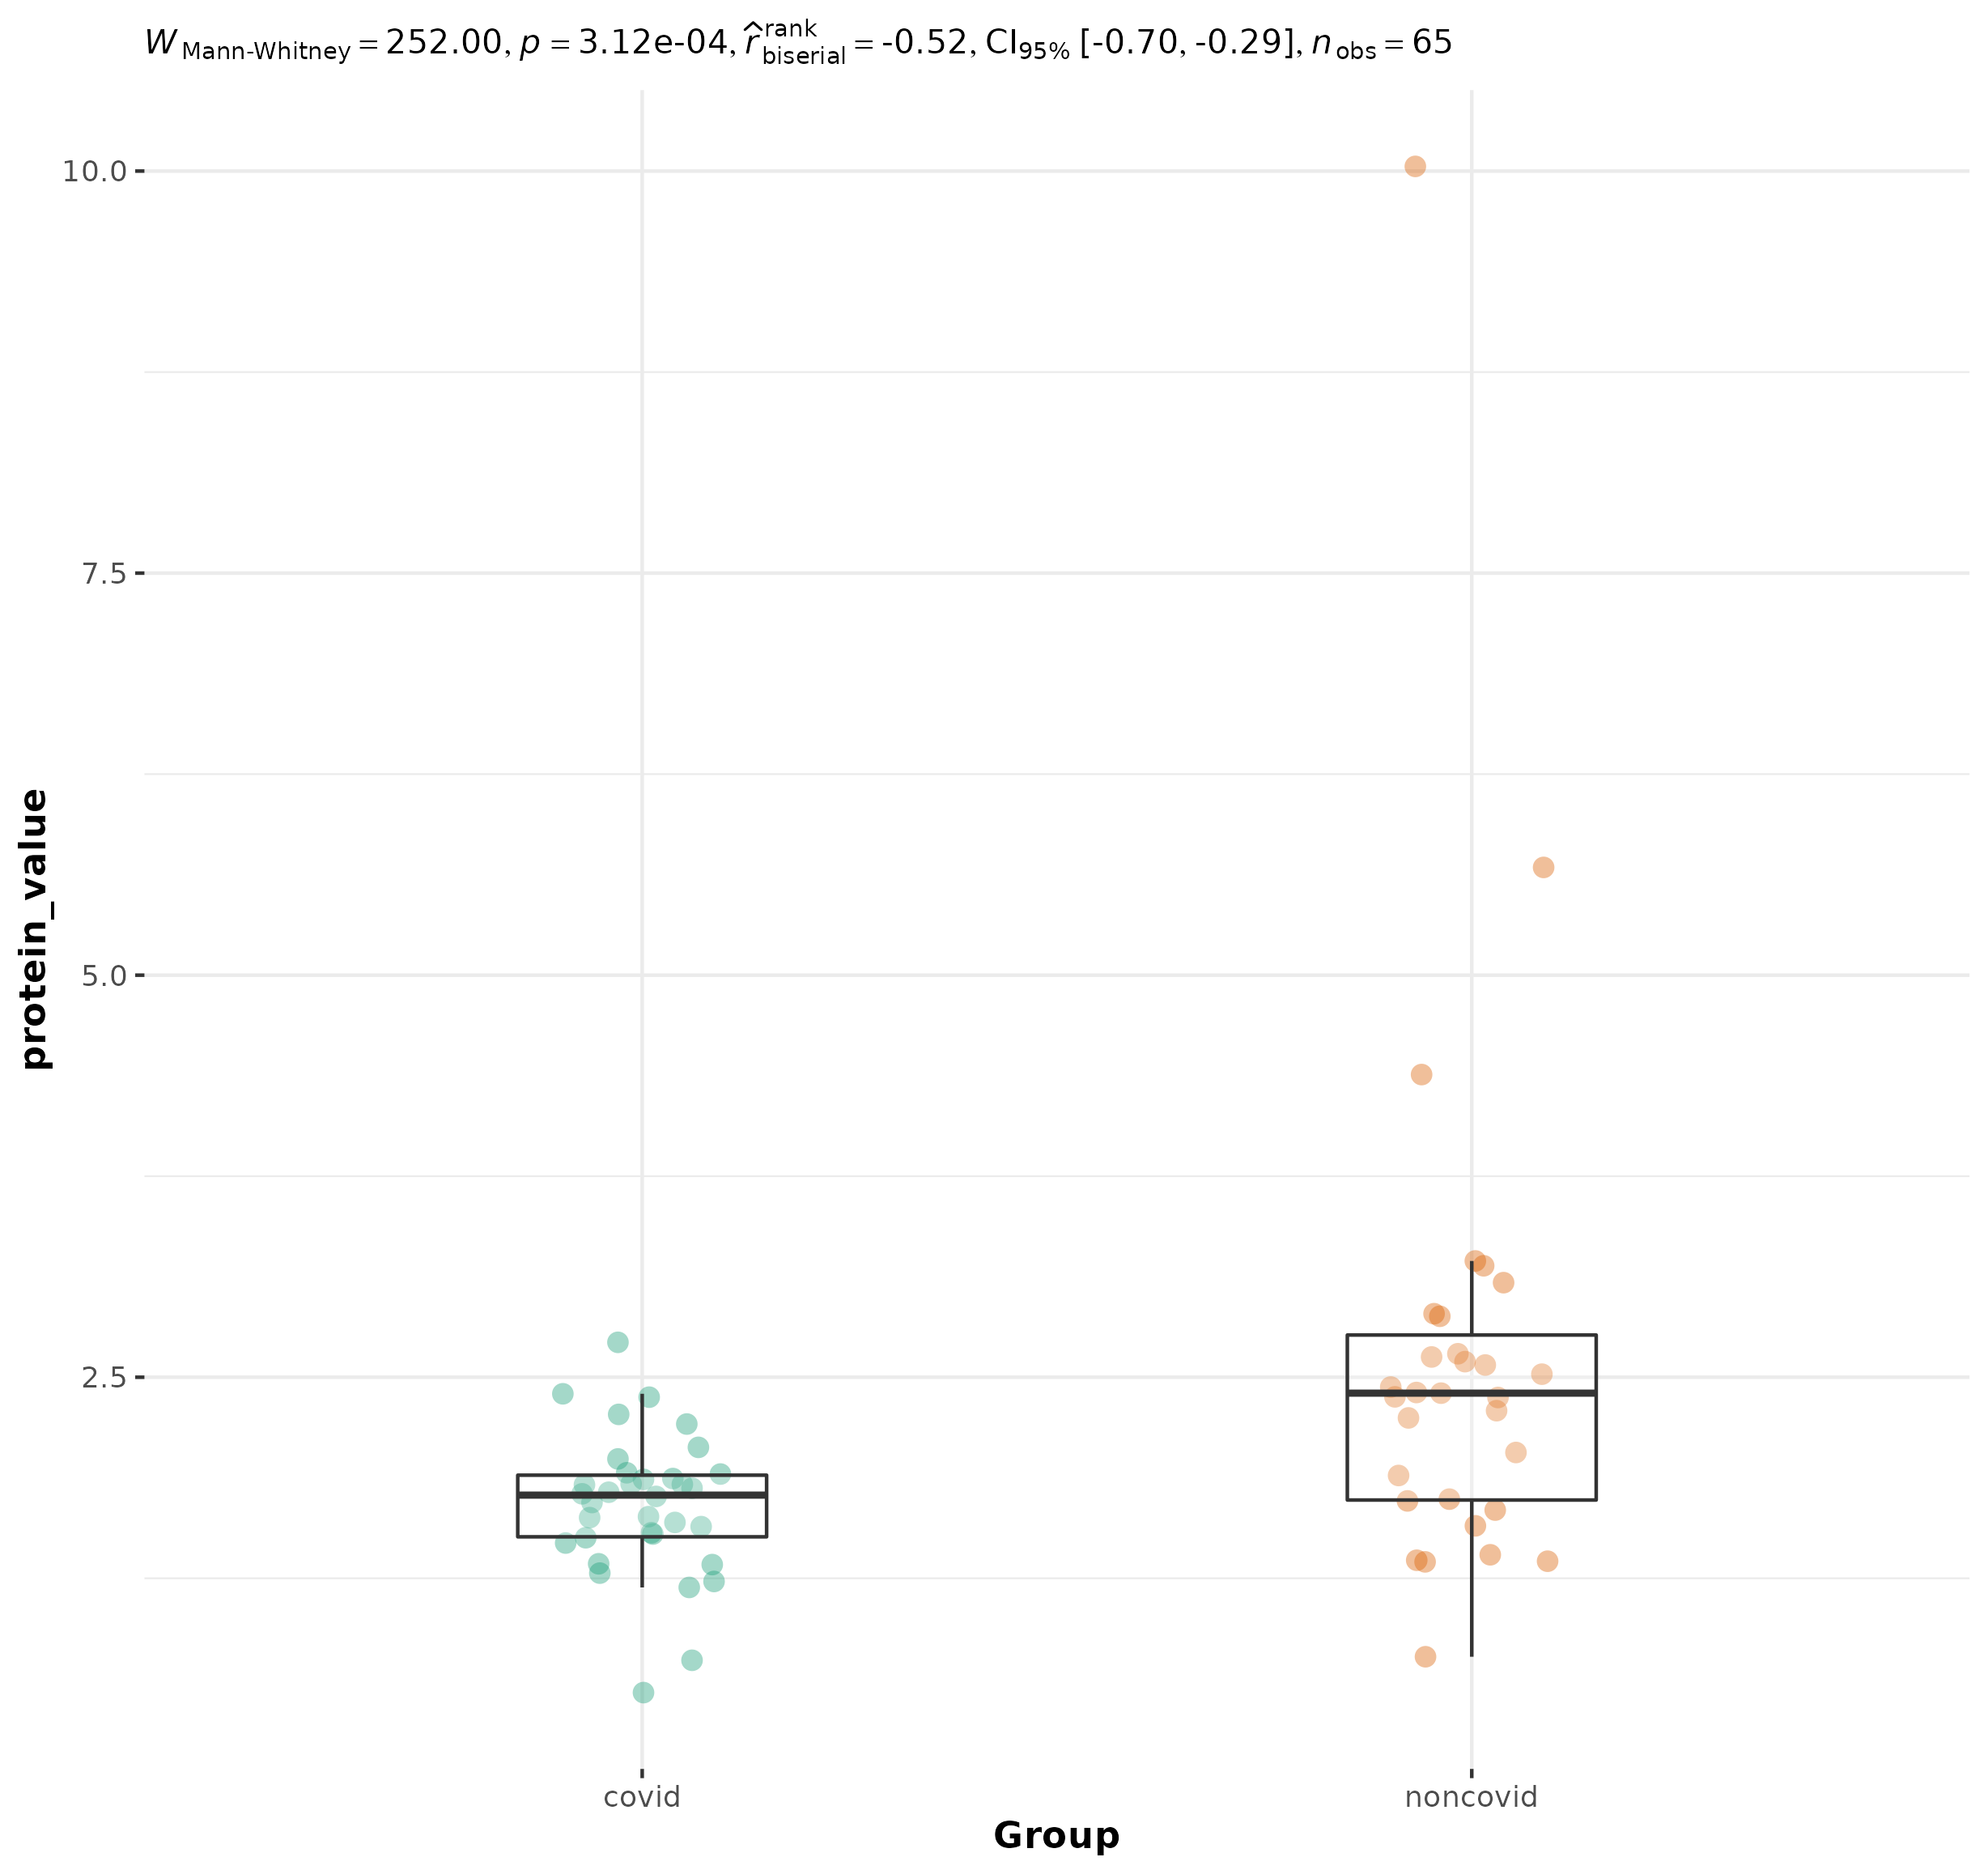 W Mann-Whitney = 252.00, p = 3.12e-04, r̂ rank biserial = -0.52, CI95% [-0.70, -0.29], n obs = 65
10.0
7.5
5.0
2.5
protein_value
covid
noncovid
Group